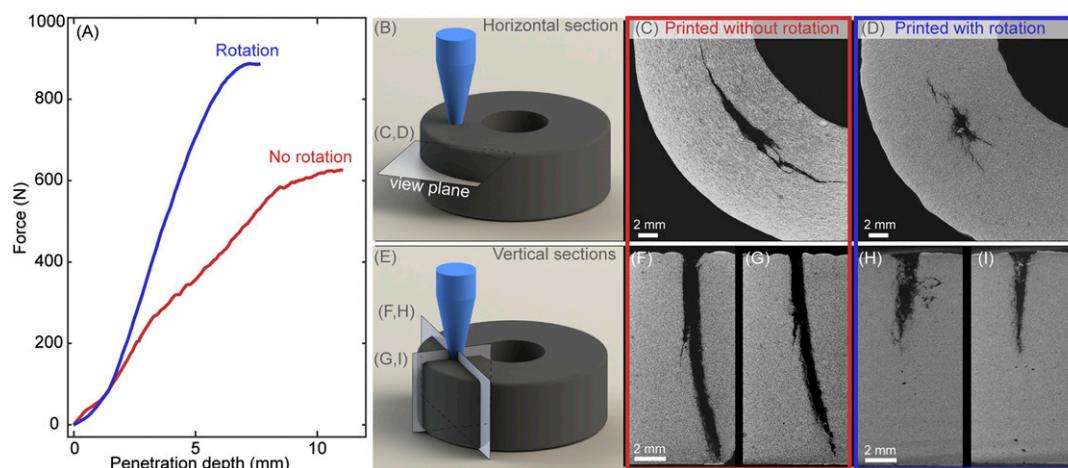 (A)
1000
800
600
400
200
0
Force (N)
0
5
10
Penetration depth (mm)
Rotation
No rotation
(B)
Horizontal section
(C,D)
view plane
(C) Printed without rotation
2 mm
(D) Printed with rotation
2 mm
(E)
Vertical sections
(F,H)
(G,I)
(F)
2 mm
(G)
(H)
2 mm
(I)